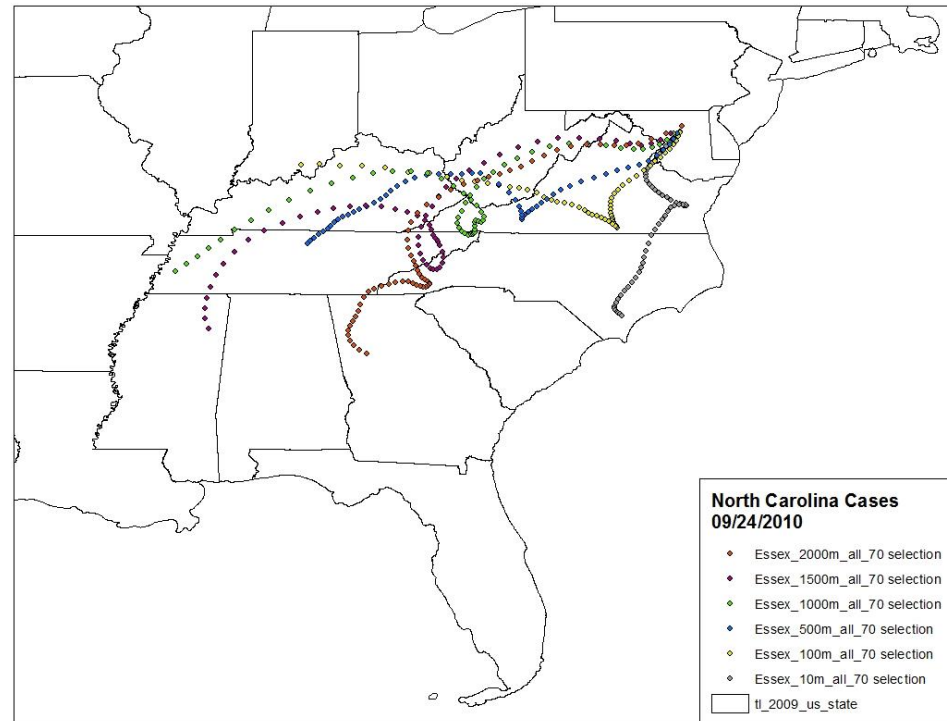 North Carolina Cases
09/24/2010
Essex_2000m_all_70 selection
Essex_1500m_all_70 selection
Essex_1000m_all_70 selection
Essex_500m_all_70 selection
Essex_100m_all_70 selection
Essex_10m_all_70 selection
tl_2009_us_state